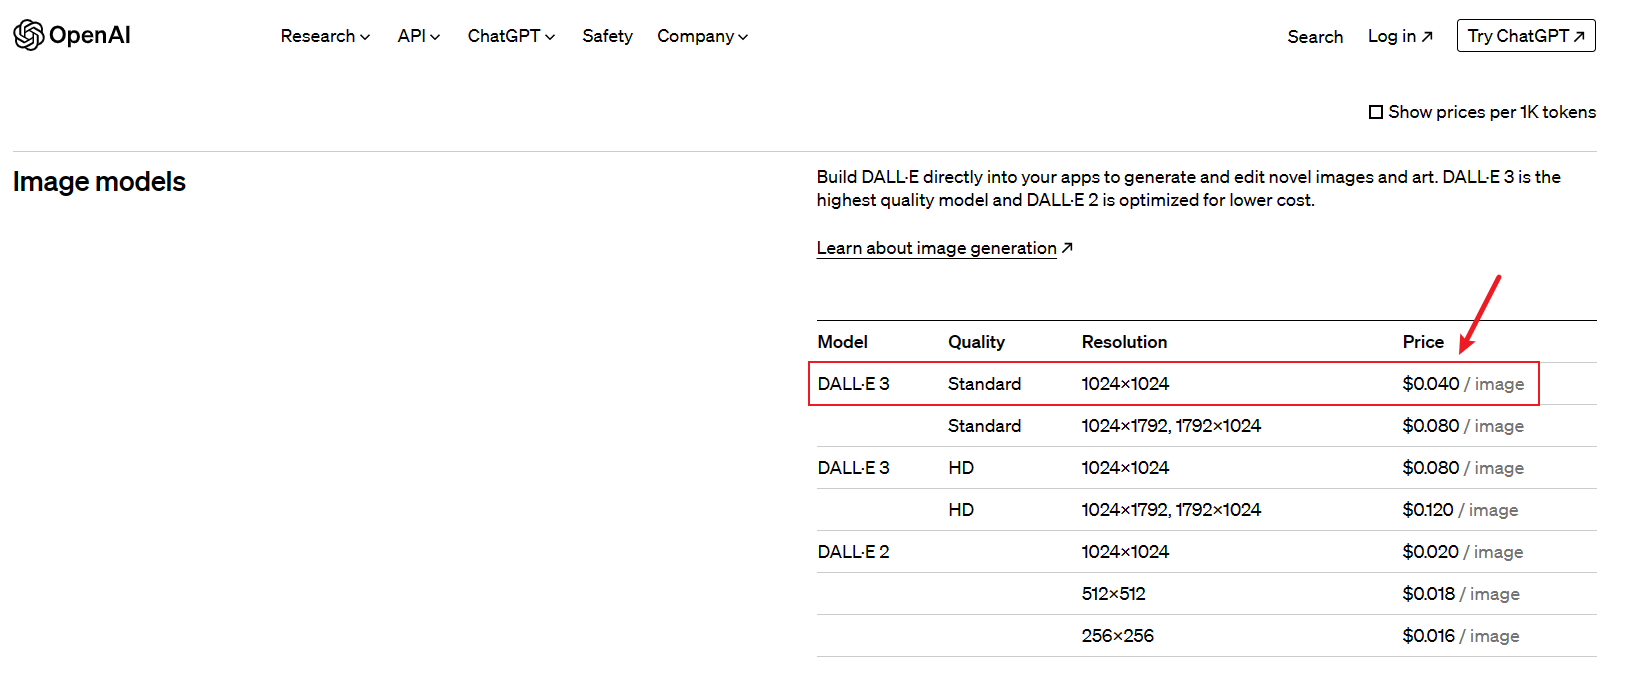 OpenAI
Research API ChatGPT Safety Company
Search Log in ↗ Try ChatGPT ↗
Show prices per 1K tokens
Image models
Build DALL·E directly into your apps to generate and edit novel images and art. DALL·E 3 is the
highest quality model and DALL·E 2 is optimized for lower cost.
Learn about image generation ↗
Model Quality Resolution Price
DALL·E 3 Standard 1024×1024 $0.040 / image
Standard 1024×1792, 1792×1024 $0.080 / image
DALL·E 3 HD 1024×1024 $0.080 / image
HD 1024×1792, 1792×1024 $0.120 / image
DALL·E 2 1024×1024 $0.020 / image
512×512 $0.018 / image
256×256 $0.016 / image